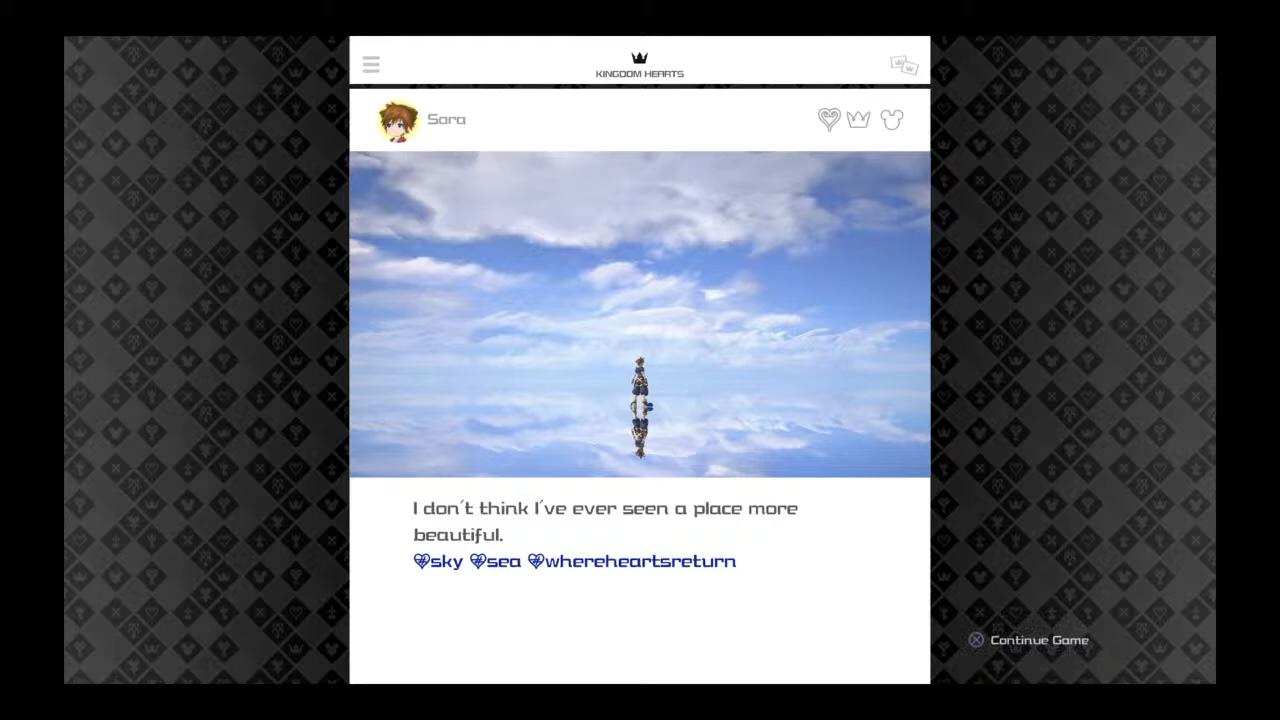 KINGDOM HEARTS
Sora
I don't think I've ever seen a place more
beautiful.
sky sea whereheartsreturn
Continue Game